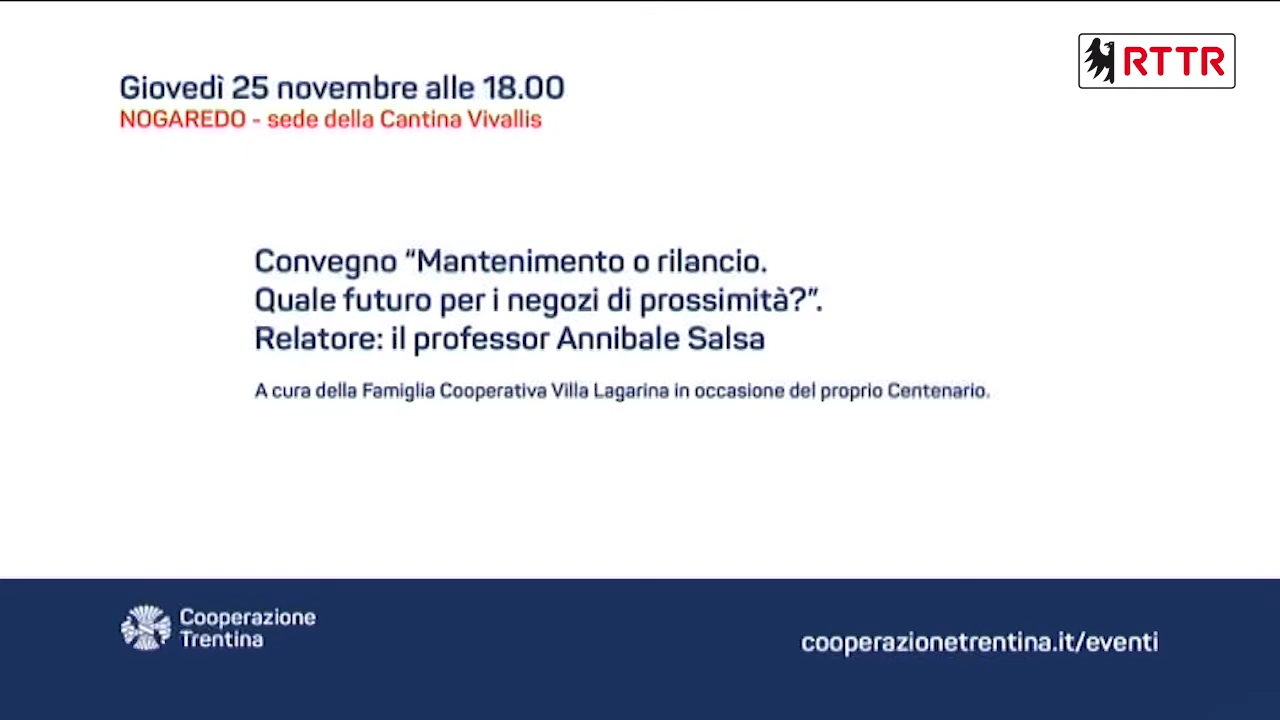 RTTR
Giovedì 25 novembre alle 18.00
NOGAREDO - sede della Cantina Vivallis
Convegno “Mantenimento o rilancio.
Quale futuro per i negozi di prossimità?”.
Relatore: il professor Annibale Salsa
A cura della Famiglia Cooperativa Villa Lagarina in occasione del proprio Centenario.
Cooperazione
Trentina
cooperazionetrentina.it/eventi